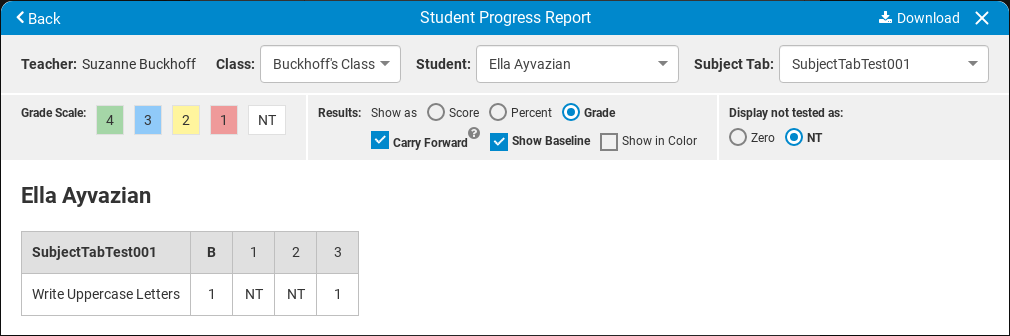 Back Student Progress Report Download
Teacher: Suzanne Buckhoff Class: Buckhoff's Class Student: Ella Ayvazian Subject Tab: SubjectTabTest001
Grade Scale: 4 3 2 1 NT
Results: Show as Score Percent Grade
Carry Forward ? Show Baseline Show in Color
Display not tested as:
Zero NT
Ella Ayvazian
SubjectTabTest001 B 1 2 3
Write Uppercase Letters 1 NT NT 1